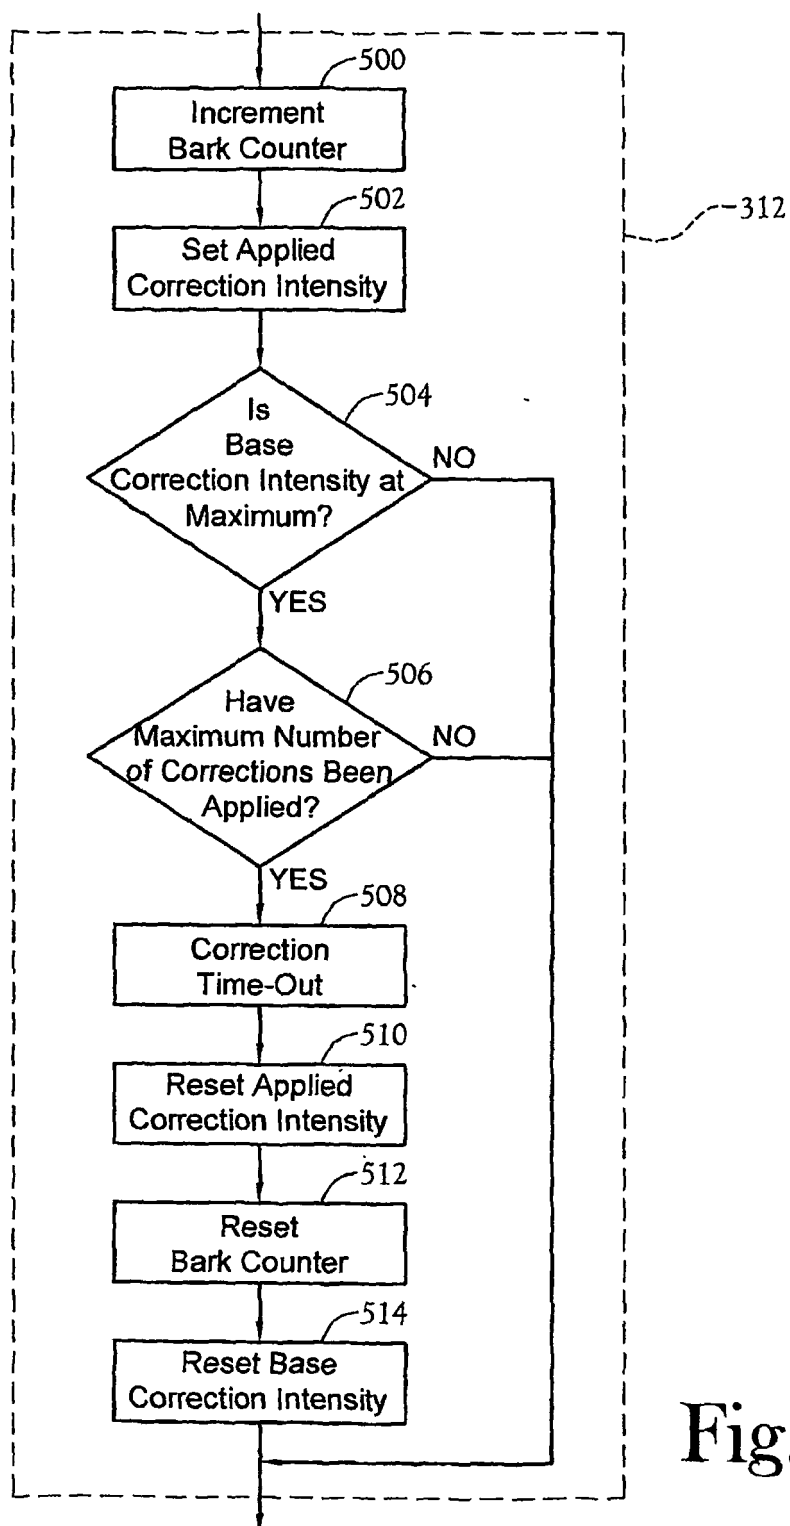 500
Increment
Bark Counter
502
Set Applied
Correction Intensity
312
504
Is
Base
Correction Intensity at
Maximum?
NO
YES
506
Have
Maximum Number
of Corrections Been
Applied?
NO
YES
508
Correction
Time-Out
510
Reset Applied
Correction Intensity
512
Reset
Bark Counter
514
Reset Base
Correction Intensity
Fig.